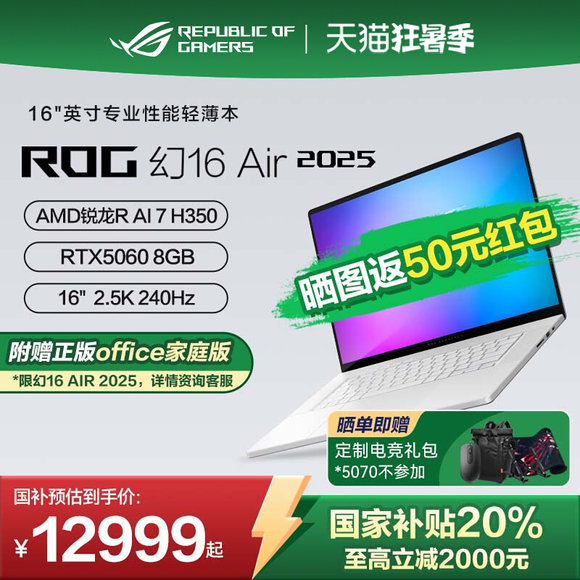 REPUBLIC OF
GAMERS
天猫狂暑季
16"英寸专业性能轻薄本
ROG 幻16 Air 2025
AMD锐龙R AI 7 H350
RTX5060 8GB
16" 2.5K 240Hz
晒图返50元红包
附赠正版office家庭版
*限幻16 AIR 2025，详情咨询客服
晒单即赠
定制电竞礼包
*5070不参加
国补预估到手价:
¥12999起
国家补贴20%
至高立减2000元